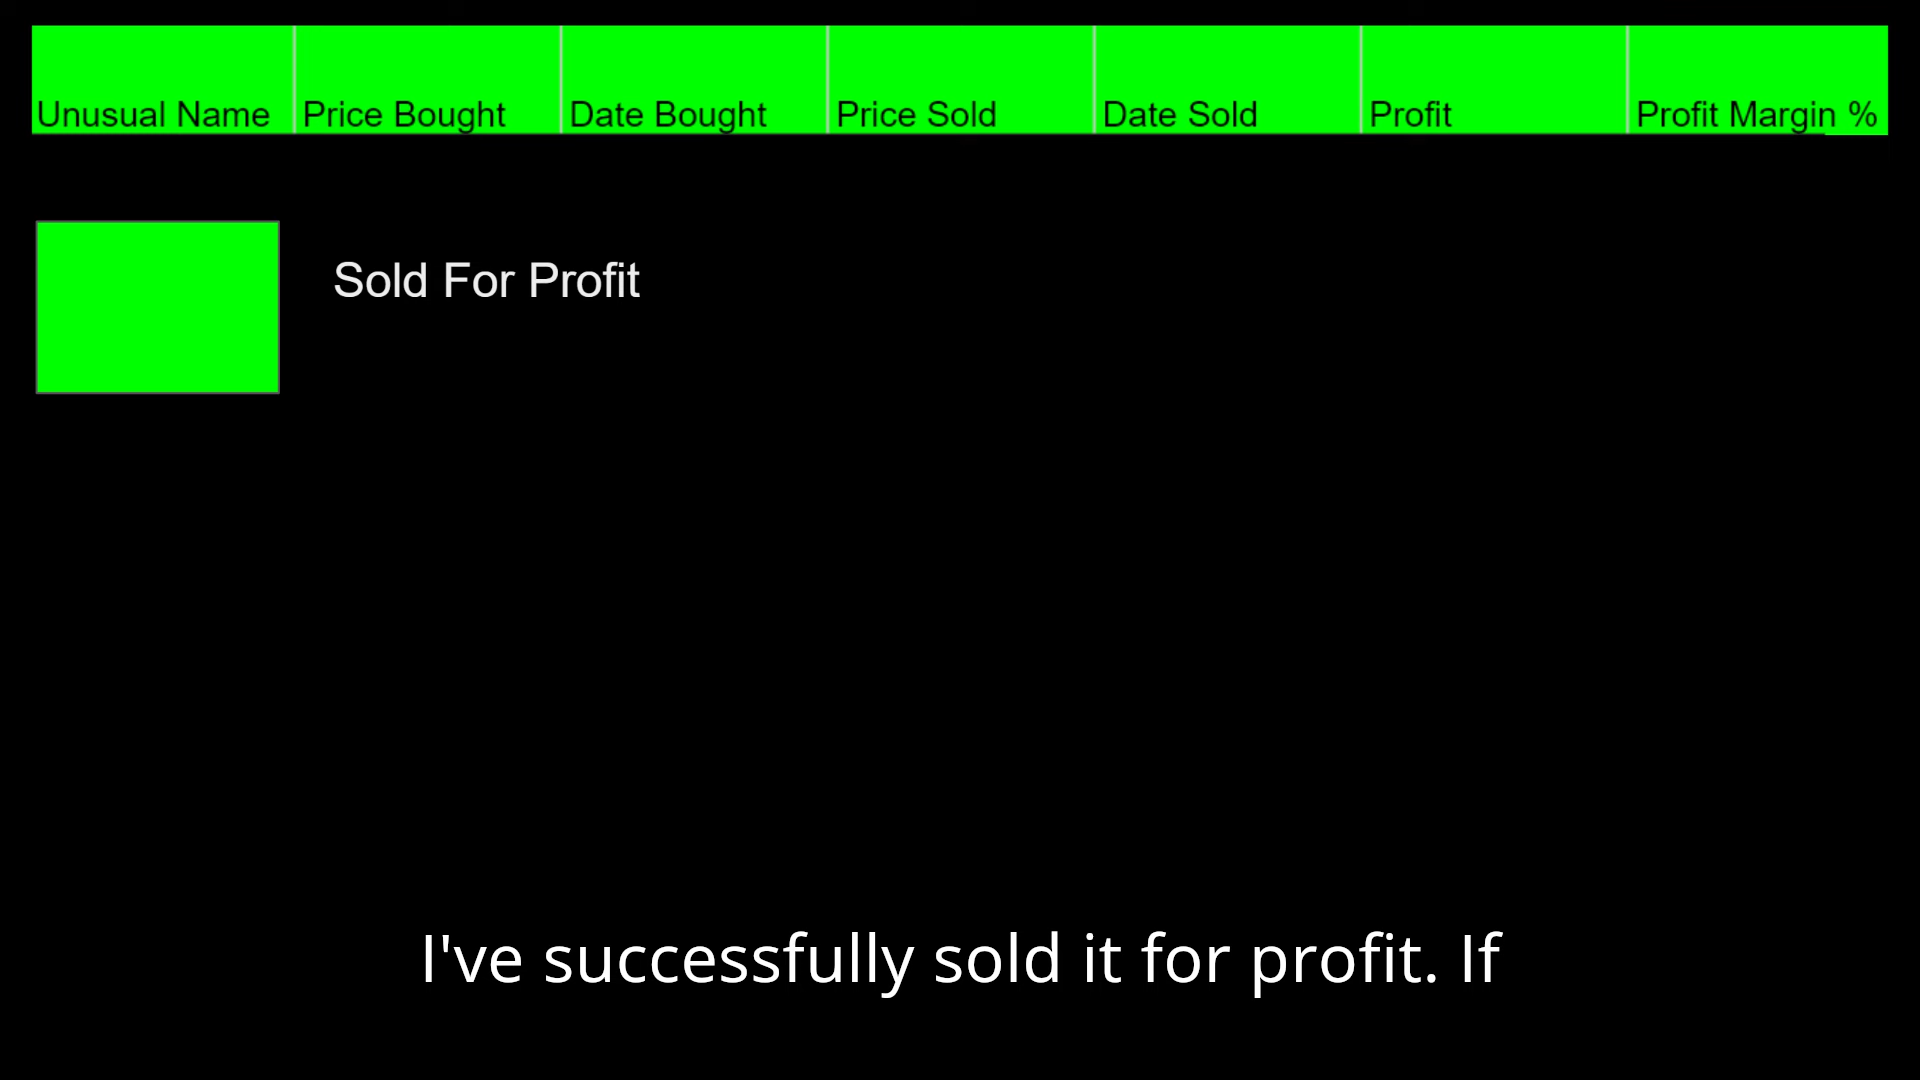 Unusual Name Price Bought Date Bought Price Sold Date Sold Profit Profit Margin %
Sold For Profit
I've successfully sold it for profit. If